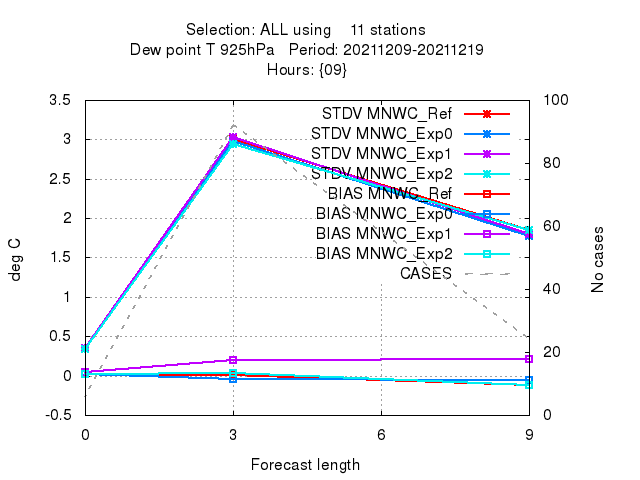 Selection: ALL using 11 stations
Dew point T 925hPa Period: 20211209-20211219
Hours: {09}
3.5
3
2.5
2
1.5
1
0.5
0
-0.5
deg C
STDV MNWC_Ref
STDV MNWC_Exp0
STDV MNWC_Exp1
STDV MNWC_Exp2
BIAS MNWC_Ref
BIAS MNWC_Exp0
BIAS MNWC_Exp1
BIAS MNWC_Exp2
CASES
100
80
60
40
20
0
No cases
0 3 6 9
Forecast length